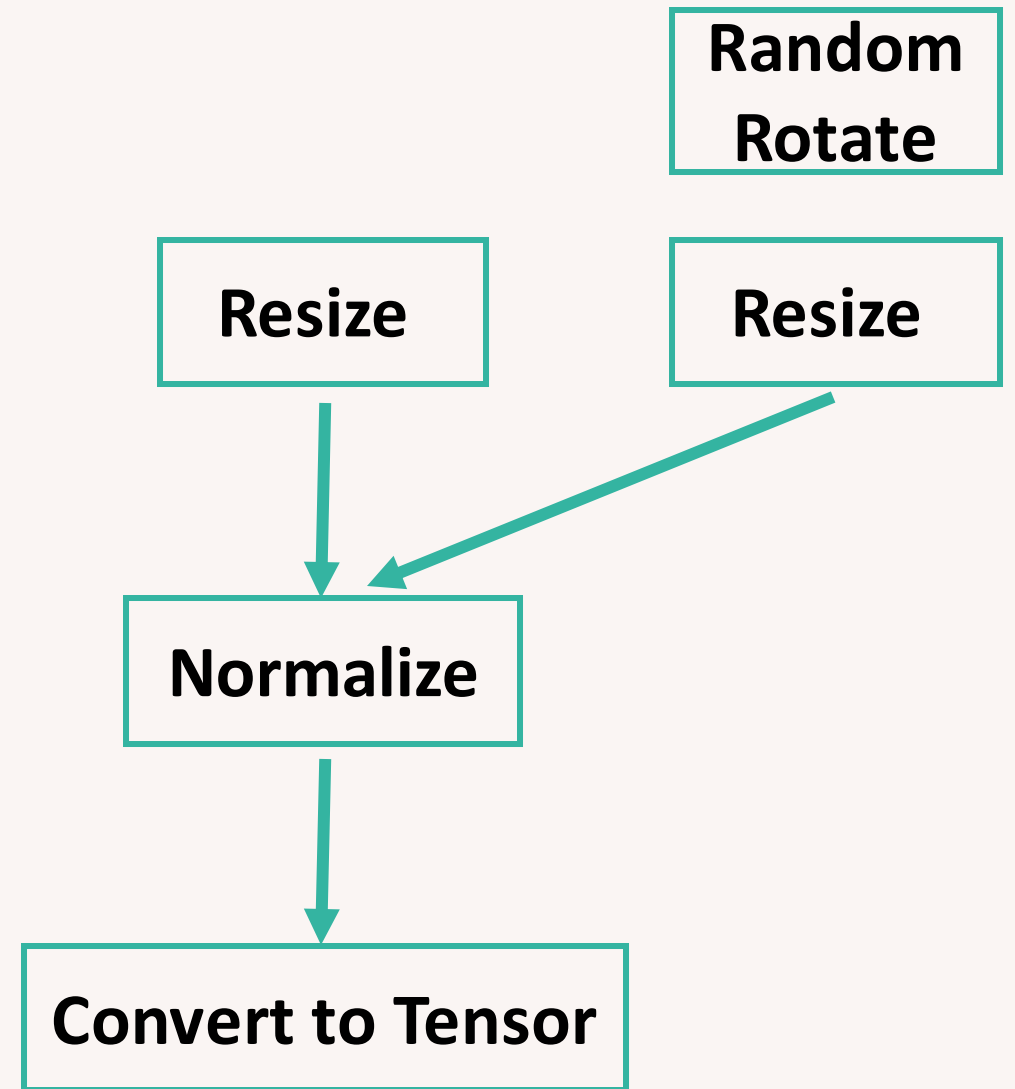 Random
Rotate
Resize
Resize
Normalize
Convert to Tensor